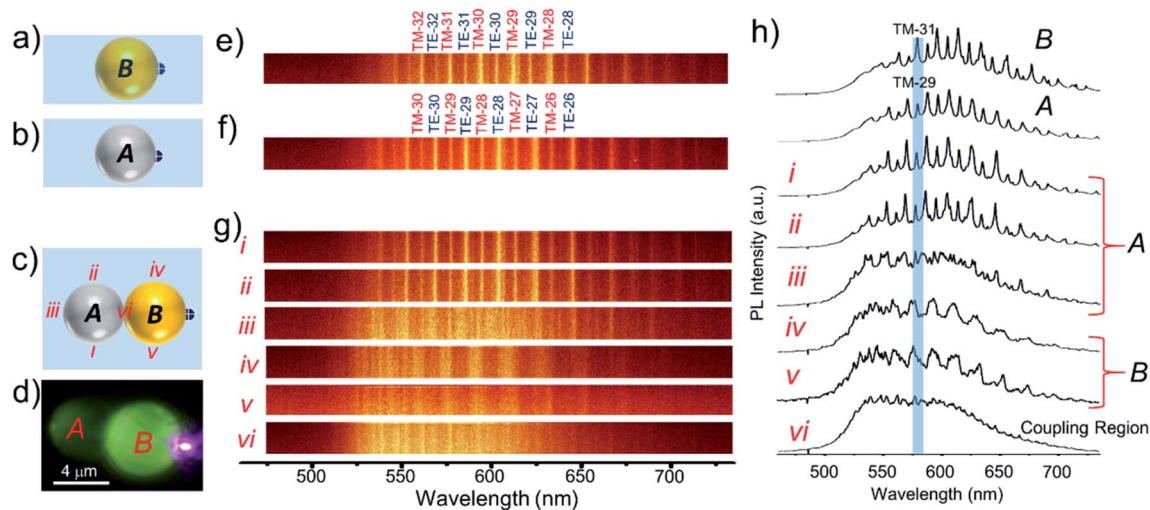 a)
B
b)
A
c)
ii
iv
iii
A
vi
B
i
v
d)
A
B
4 μm
e)
TM-32
TE-32
TM-31
TE-31
TM-30
TE-30
TM-29
TE-29
TM-28
TE-28
f)
TM-30
TE-30
TM-29
TE-29
TM-28
TE-28
TM-27
TE-27
TM-26
TE-26
g)
i
ii
iii
iv
v
vi
500 550 600 650 700
Wavelength (nm)
h)
TM-31
B
TM-29
A
i
ii
A
iii
iv
v
B
vi
Coupling Region
PL Intensity (a.u.)
500 550 600 650 700
Wavelength (nm)